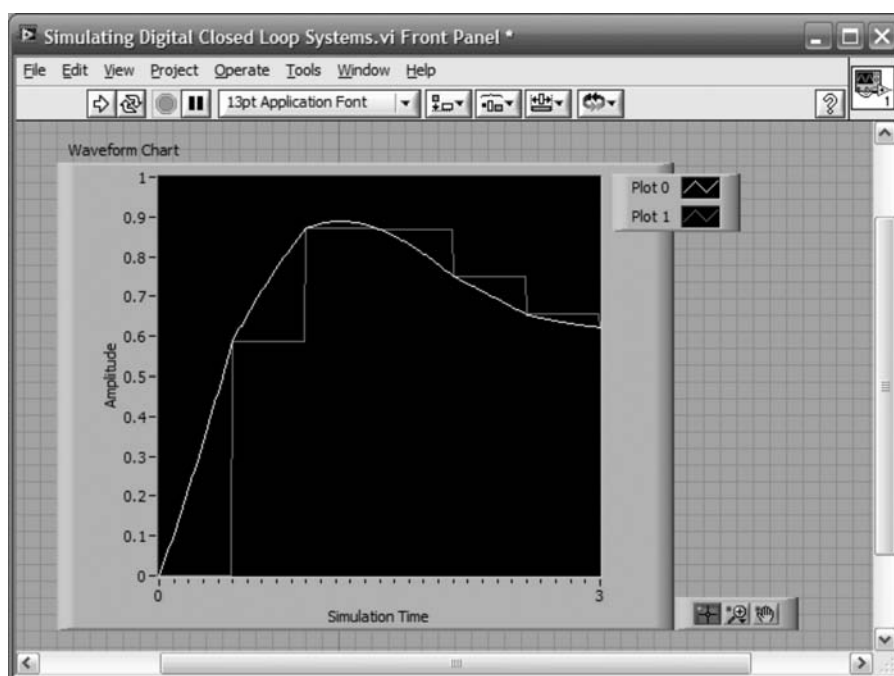 Simulating Digital Closed Loop Systems.vi Front Panel *
File Edit View Project Operate Tools Window Help
13pt Application Font
?
1
Waveform Chart
Plot 0
Plot 1
1
0.9
0.8
0.7
0.6
0.5
0.4
0.3
0.2
0.1
0
Amplitude
0 3
Simulation Time